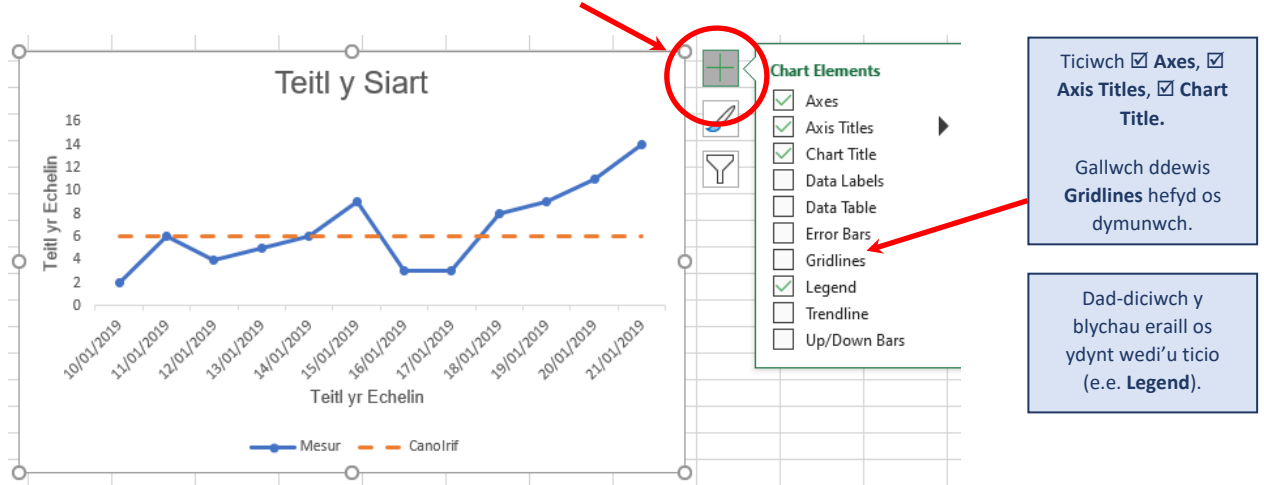 Teitl y Siart
16
14
12
10
8
6
4
2
0
Teitl yr Echelin
10/01/2019
11/01/2019
12/01/2019
13/01/2019
14/01/2019
15/01/2019
16/01/2019
17/01/2019
18/01/2019
19/01/2019
20/01/2019
21/01/2019
Teitl yr Echelin
Mesur Canolrif
Chart Elements
Axes
Axis Titles
Chart Title
Data Labels
Data Table
Error Bars
Gridlines
Legend
Trendline
Up/Down Bars
Ticiwch ☑ Axes, ☑
Axis Titles, ☑ Chart
Title.
Gallwch ddewis
Gridlines hefyd os
dymunwch.
Dad-diciwch y
blychau eraill os
ydynt wedi’u ticio
(e.e. Legend).